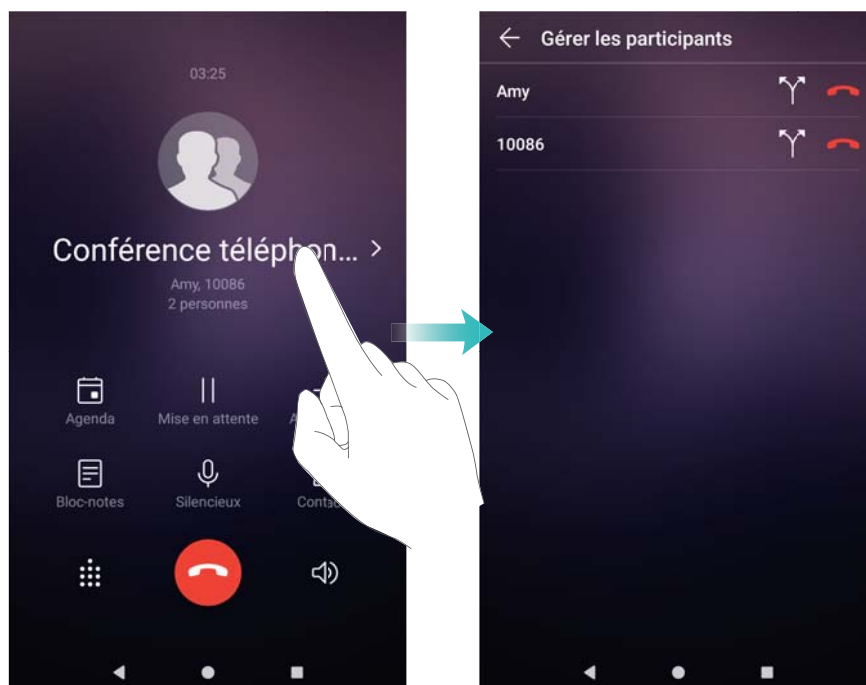 03:25
Conférence téléphon... >
Amy, 10086
2 personnes
Agenda
Mise en attente
Bloc-notes
Silencieux
Gérer les participants
Amy
10086